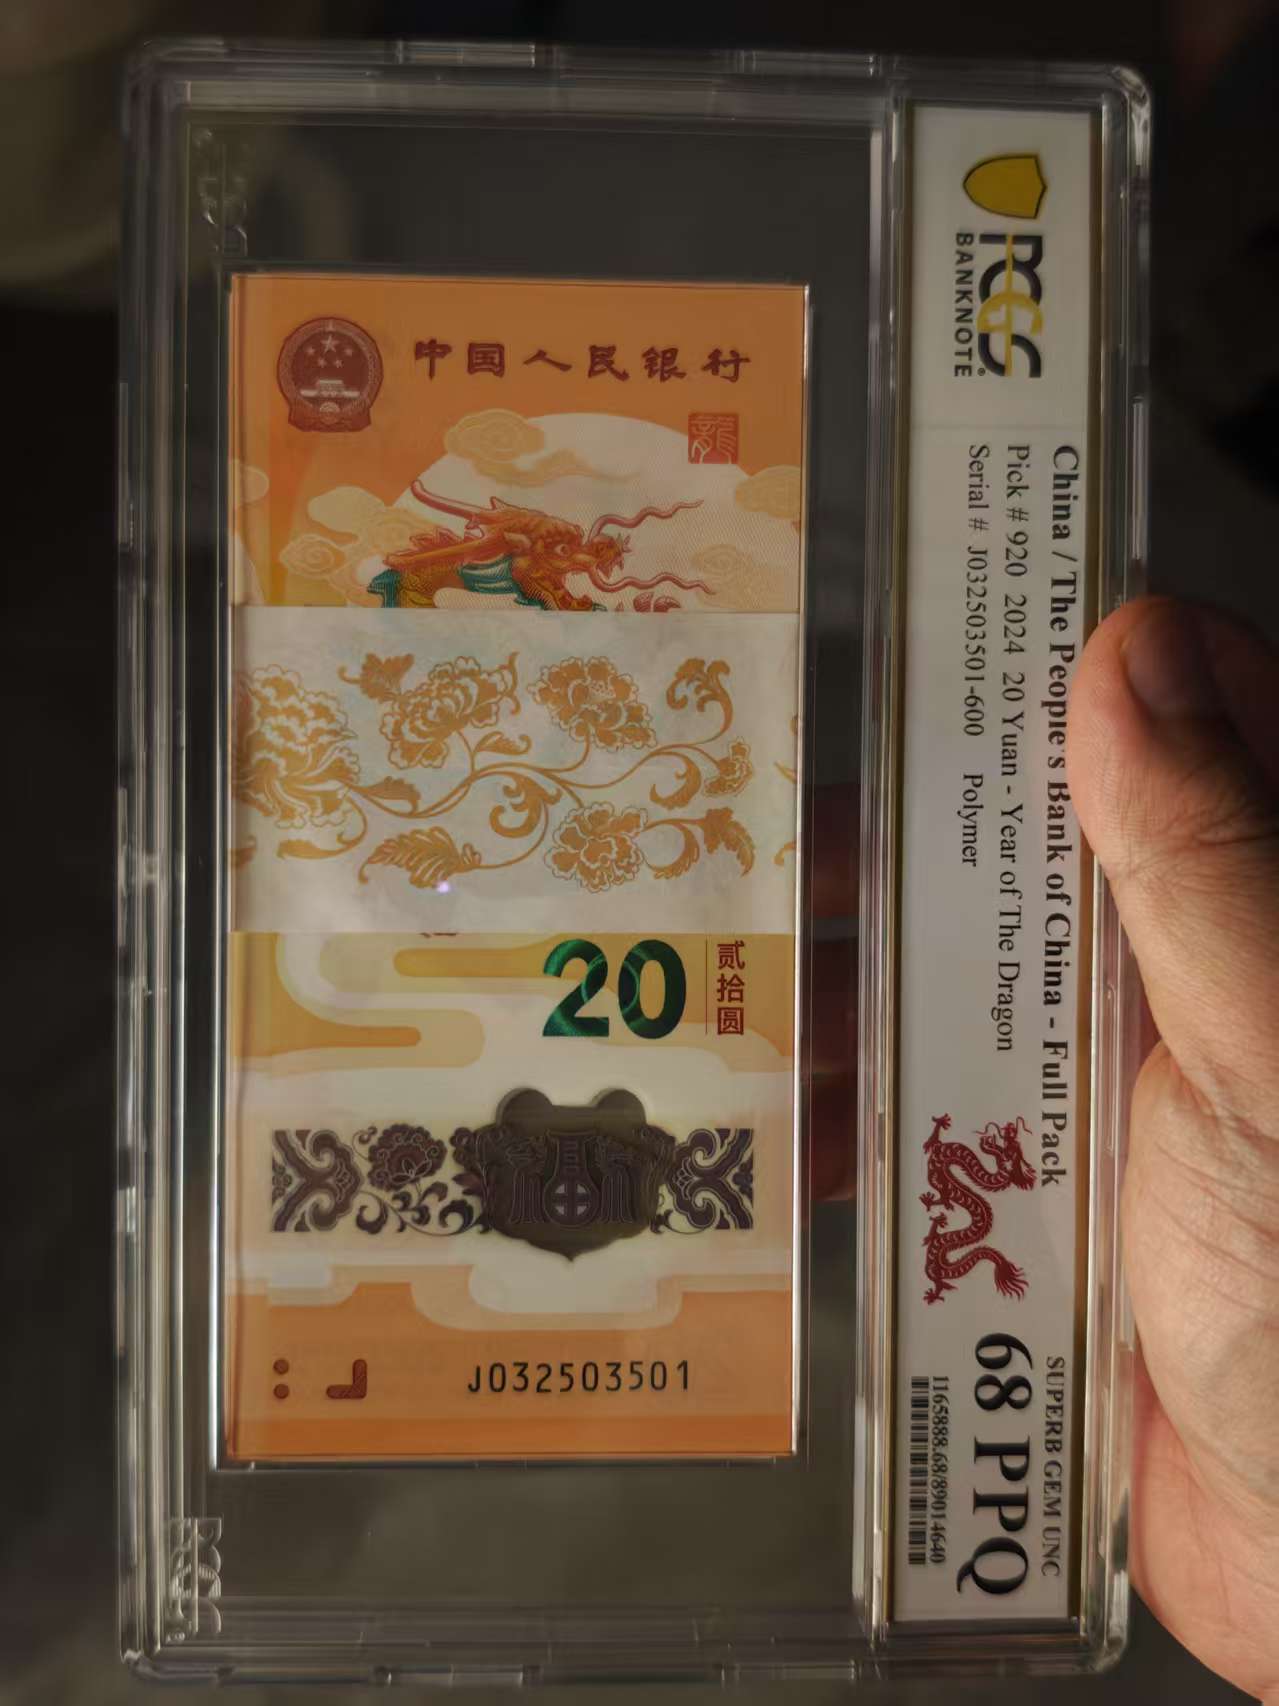 中国人民银行
龙
20
贰拾圆
J032503501
PCGS
BANKNOTE
China / The People's Bank of China - Full Pack
Pick # 920 2024 20 Yuan - Year of The Dragon
Serial # J032503501-600 Polymer
SUPERB GEM UNC
68 PPQ
1165888.68/89014640